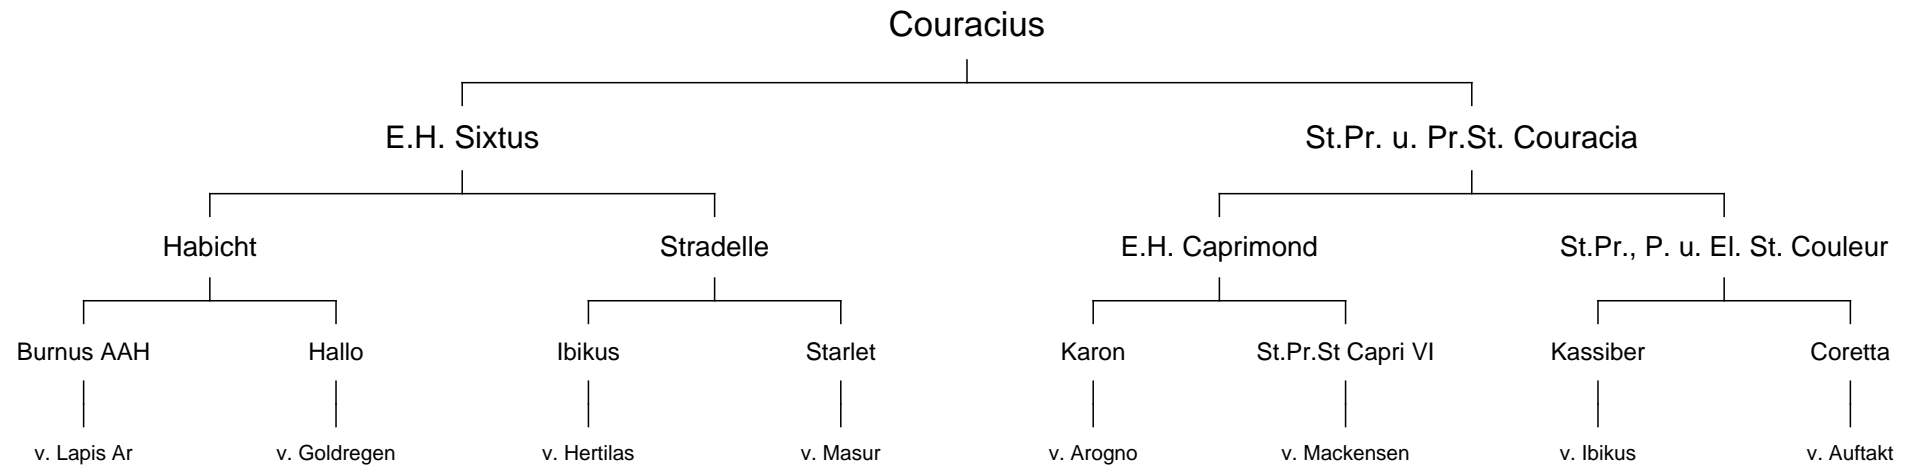 Couracius
E.H. Sixtus
St.Pr. u. Pr.St. Couracia
Habicht
Stradelle
E.H. Caprimond
St.Pr., P. u. El. St. Couleur
Burnus AAH
Hallo
Ibikus
Starlet
Karon
St.Pr.St Capri VI
Kassiber
Coretta
v. Lapis Ar
v. Goldregen
v. Hertilas
v. Masur
v. Arogno
v. Mackensen
v. Ibikus
v. Auftakt